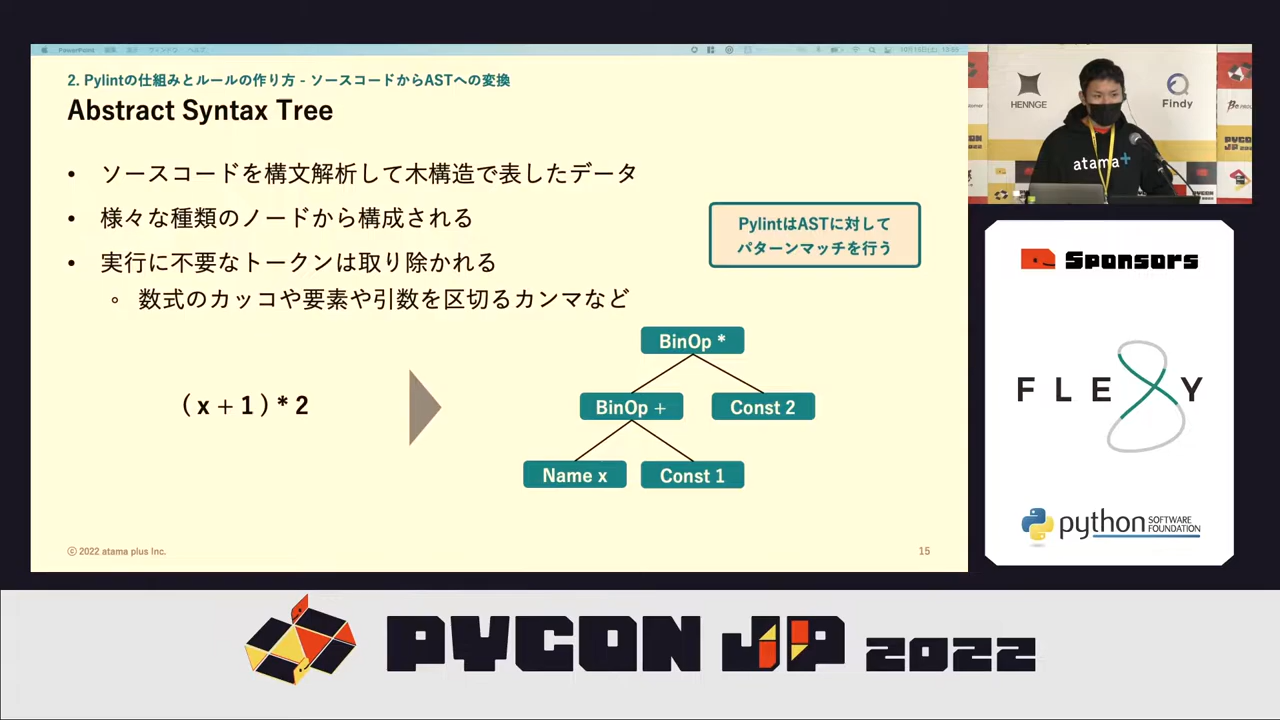 PowerPoint
2. Pylintの仕組みとルールの作り方 - ソースコードからASTへの変換
Abstract Syntax Tree
• ソースコードを構文解析して木構造で表したデータ
• 様々な種類のノードから構成される
• 実行に不要なトークンは取り除かれる
◦ 数式のカッコや要素や引数を区切るカンマなど
PylintはASTに対して
パターンマッチを行う
( x + 1 ) * 2
BinOp *
BinOp +
Const 2
Name x
Const 1
© 2022 atama plus Inc.
15
HENNGE
Findy
atama+
PYCON
JP
Sponsors
FLEXY
python
SOFTWARE
FOUNDATION
PYCON JP 2022